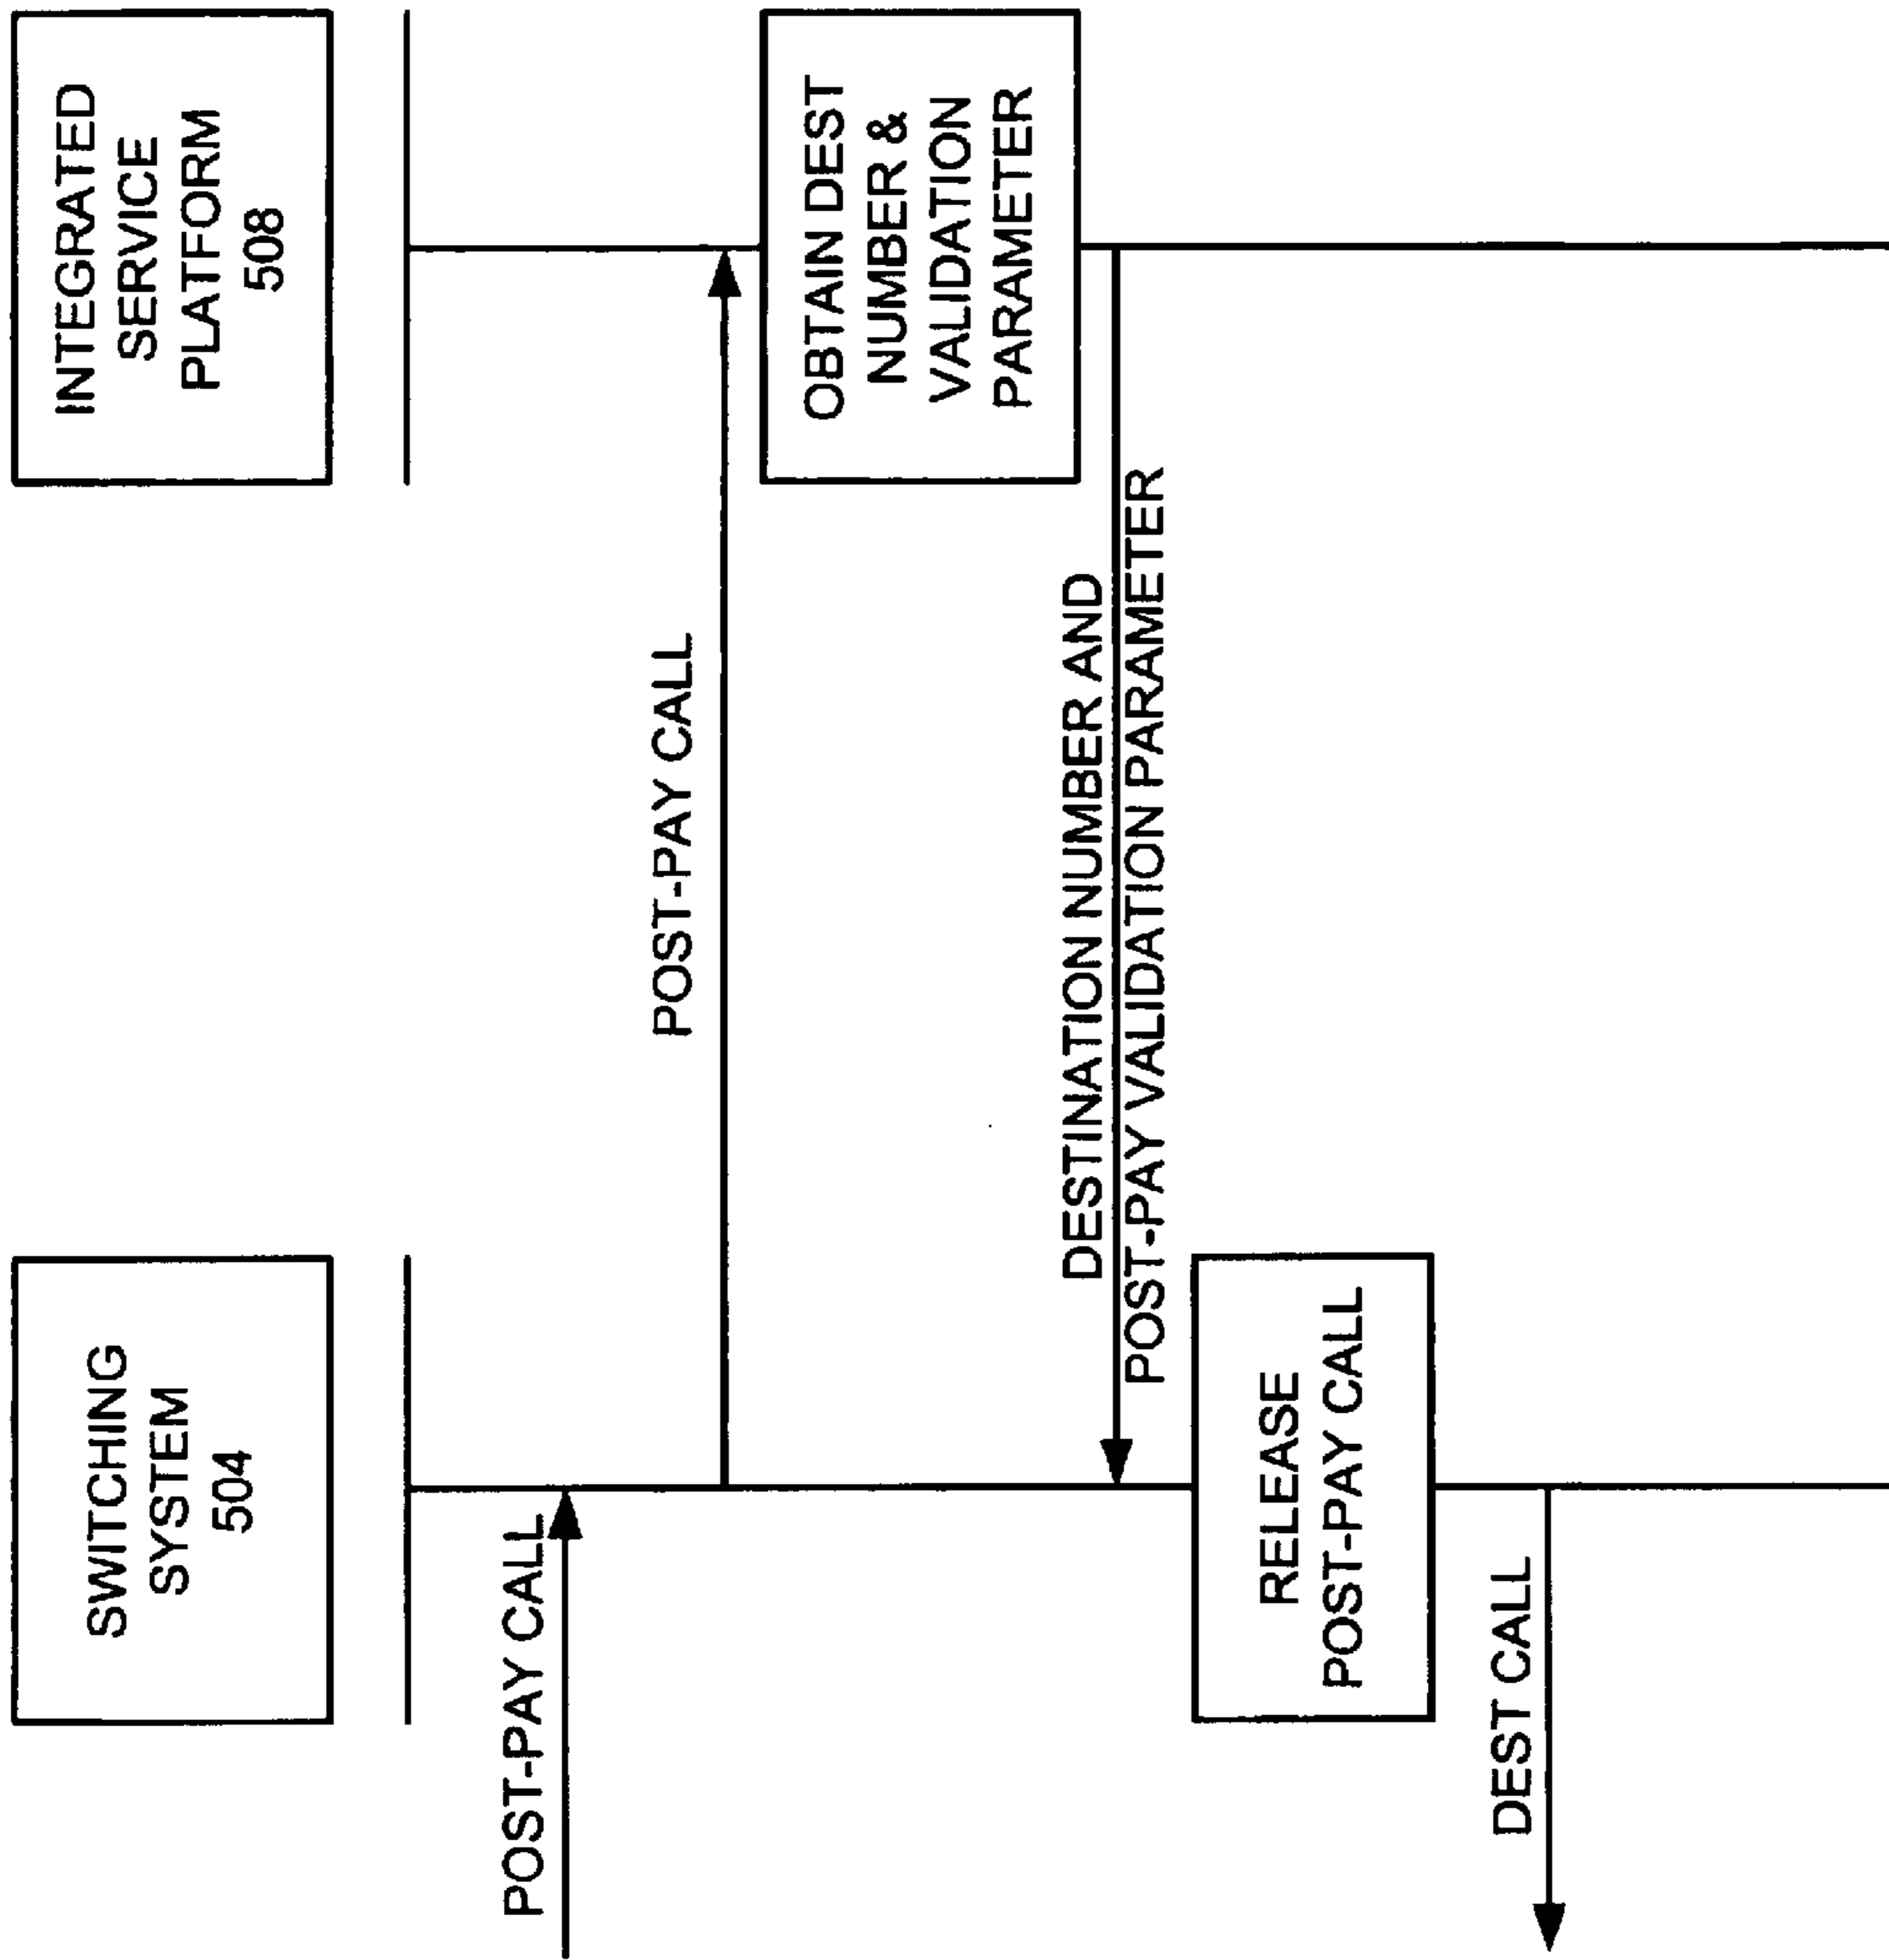 SWITCHING
SYSTEM
504
INTEGRATED
SERVICE
PLATFORM
508
POST-PAY CALL
POST-PAY CALL
OBTAIN DEST
NUMBER &
VALIDATION
PARAMETER
DESTINATION NUMBER AND
POST-PAY VALIDATION PARAMETER
RELEASE
POST-PAY CALL
DEST CALL